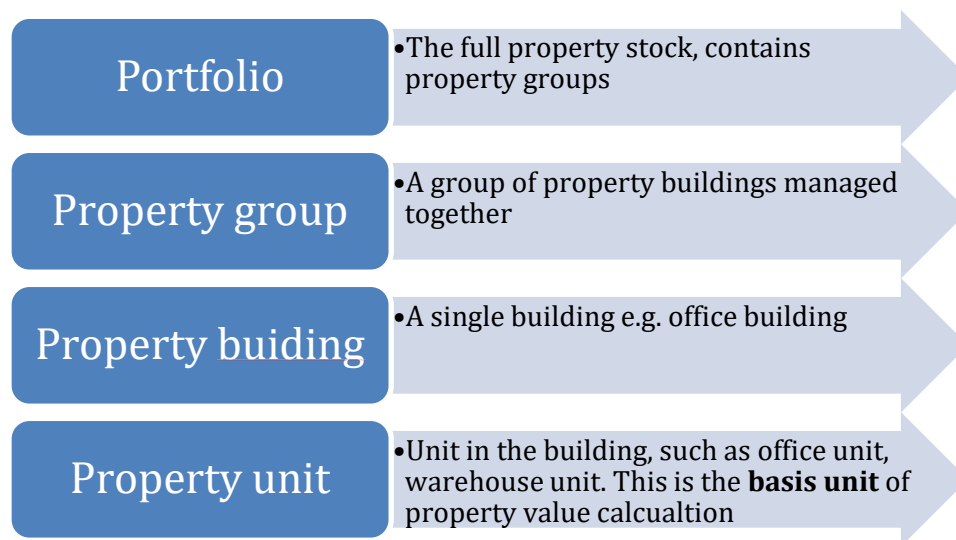 Portfolio
•The full property stock, contains
property groups
Property group
•A group of property buildings managed
together
Property buiding
•A single building e.g. office building
Property unit
•Unit in the building, such as office unit,
warehouse unit. This is the basis unit of
property value calcualtion